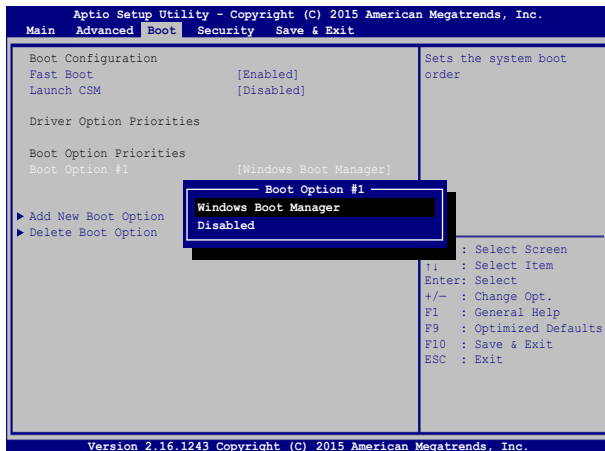 Aptio Setup Utility - Copyright (C) 2015 American Megatrends, Inc.
Main Advanced Boot Security Save & Exit
Boot Configuration
Fast Boot [Enabled]
Launch CSM [Disabled]
Driver Option Priorities
Boot Option Priorities
Boot Option #1 [Windows Boot Manager]
Add New Boot Option
Delete Boot Option
Boot Option #1
Windows Boot Manager
Disabled
Sets the system boot
order
: Select Screen
↑↓ : Select Item
Enter: Select
+/— : Change Opt.
F1 : General Help
F9 : Optimized Defaults
F10 : Save & Exit
ESC : Exit
Version 2.16.1243 Copyright (C) 2015 American Megatrends, Inc.